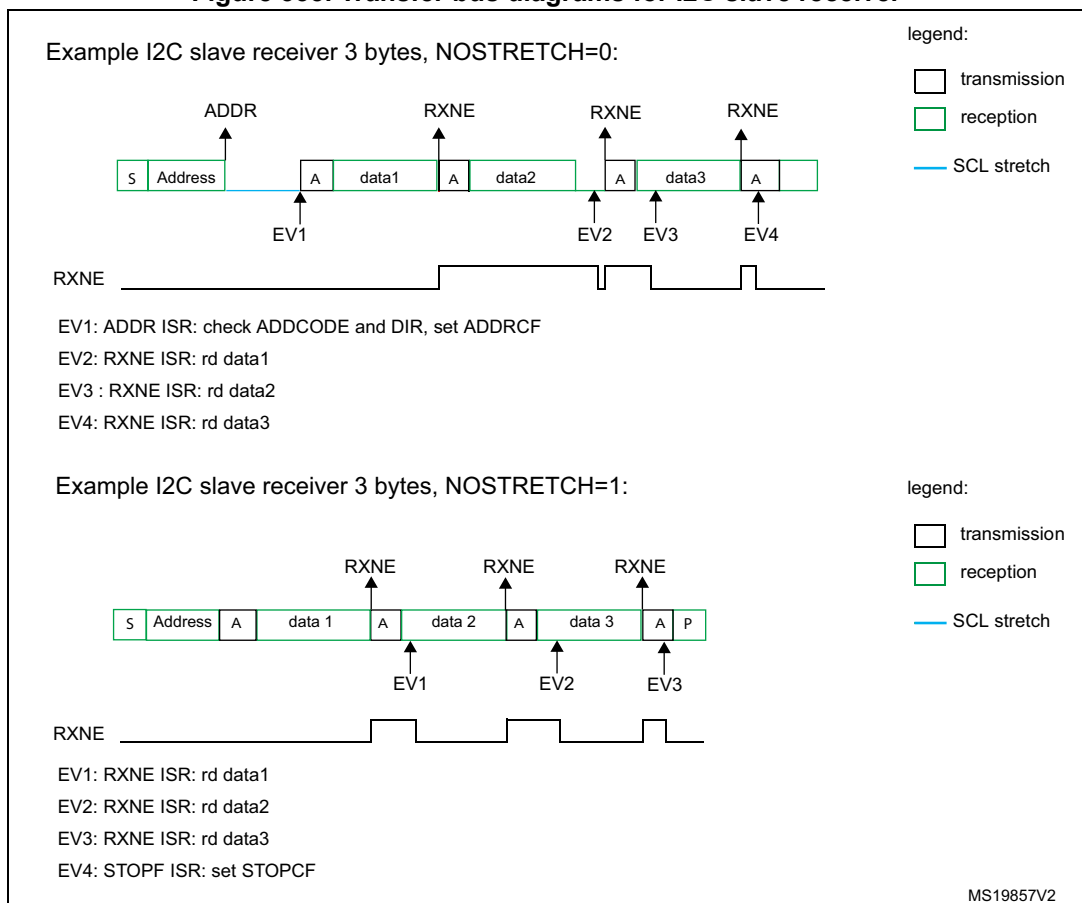 Example I2C slave receiver 3 bytes, NOSTRETCH=0:
legend:
transmission
reception
SCL stretch
ADDR RXNE RXNE RXNE
S Address A data1 A data2 A data3 A
EV1 EV2 EV3 EV4
RXNE
EV1: ADDR ISR: check ADDCODE and DIR, set ADDRCF
EV2: RXNE ISR: rd data1
EV3 : RXNE ISR: rd data2
EV4: RXNE ISR: rd data3
Example I2C slave receiver 3 bytes, NOSTRETCH=1:
legend:
transmission
reception
SCL stretch
RXNE RXNE RXNE
S Address A data 1 A data 2 A data 3 A P
EV1 EV2 EV3
RXNE
EV1: RXNE ISR: rd data1
EV2: RXNE ISR: rd data2
EV3: RXNE ISR: rd data3
EV4: STOPF ISR: set STOPCF
MS19857V2